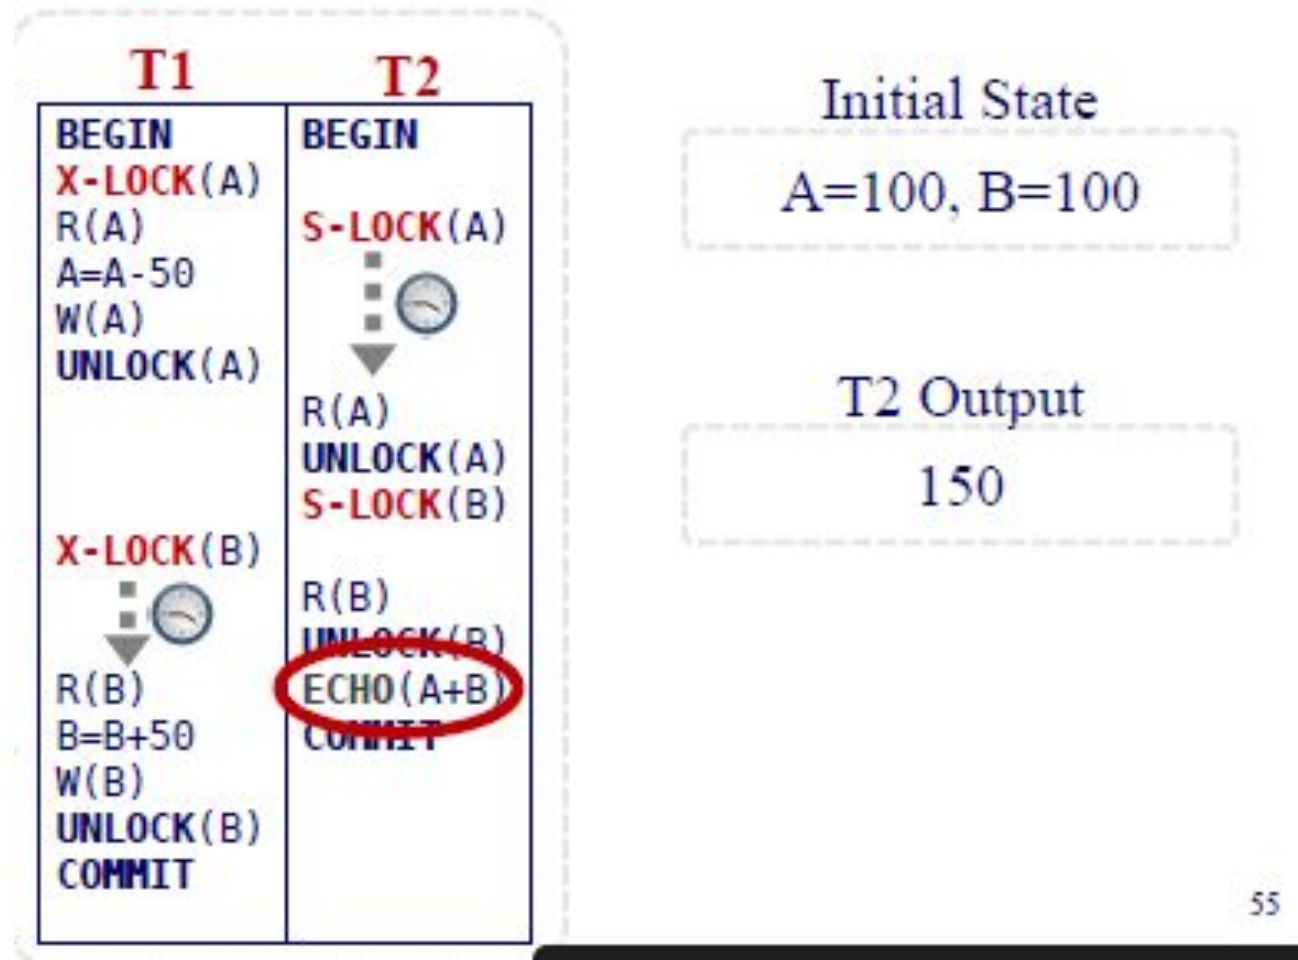 T1
T2
BEGIN
X-LOCK(A)
R(A)
A=A-50
W(A)
UNLOCK(A)
X-LOCK(B)
R(B)
B=B+50
W(B)
UNLOCK(B)
COMMIT
BEGIN
S-LOCK(A)
R(A)
UNLOCK(A)
S-LOCK(B)
R(B)
UNLOCK(B)
ECHO(A+B)
COMMIT
Initial State
A=100, B=100
T2 Output
150
55